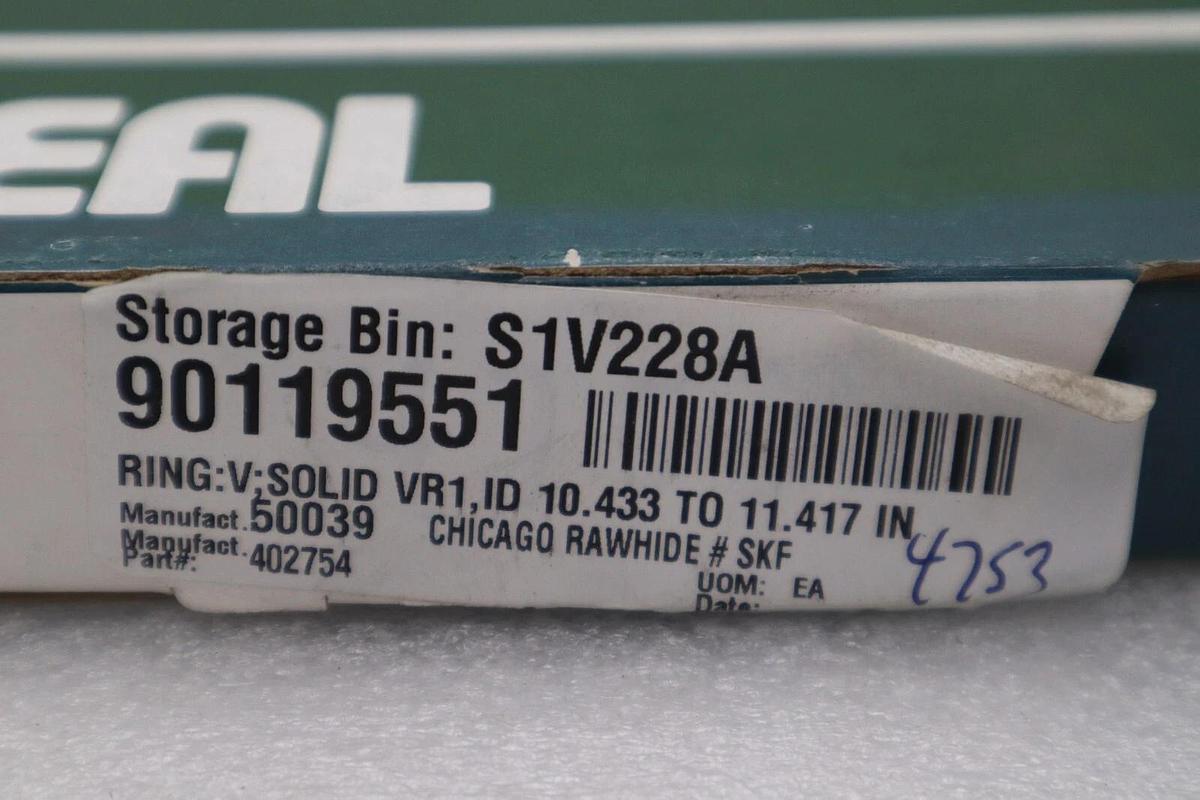 EAL
Storage Bin: S1V228A
90119551
RING:V;SOLID VR1,ID 10.433 TO 11.417 IN
Manufact. 50039 CHICAGO RAWHIDE # SKF
Manufact.
Part#: 402754
UOM: EA
Date:
4753